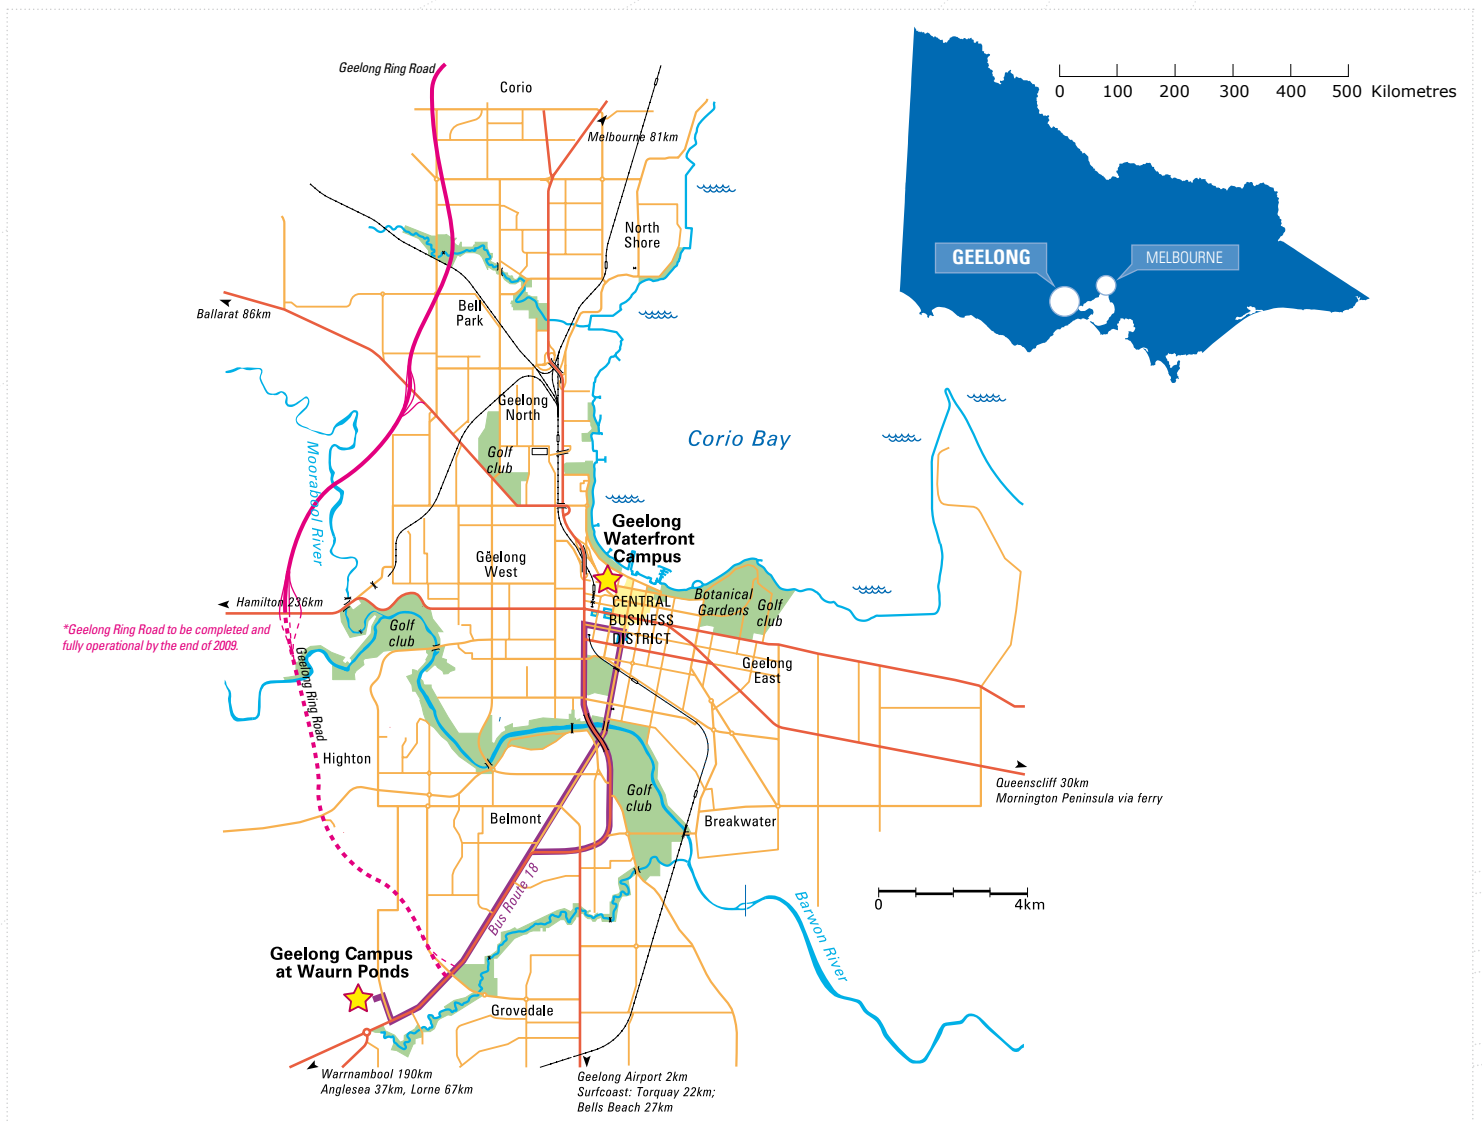 Geelong Ring Road
Corio
Melbourne 81km
North
Shore
Bell
Park
Ballarat 86km
Geelong
North
Golf
club
Moorabool River
Corio Bay
Geelong
Waterfront
Campus
Geelong
West
Hamilton 236km
*Geelong Ring Road to be completed and
fully operational by the end of 2009.
Golf
club
CENTRAL
BUSINESS
DISTRICT
Botanical
Gardens
Golf
club
Geelong
East
Geelong Ring Road
Highton
Queenscliff 30km
Mornington Peninsula via ferry
Golf
club
Belmont
Breakwater
Bus Route 18
Barwon River
0 4km
Geelong Campus
at Waurn Ponds
Grovedale
Warrnambool 190km
Anglesea 37km, Lorne 67km
Geelong Airport 2km
Surfcoast: Torquay 22km;
Bells Beach 27km
0 100 200 300 400 500 Kilometres
GEELONG
MELBOURNE